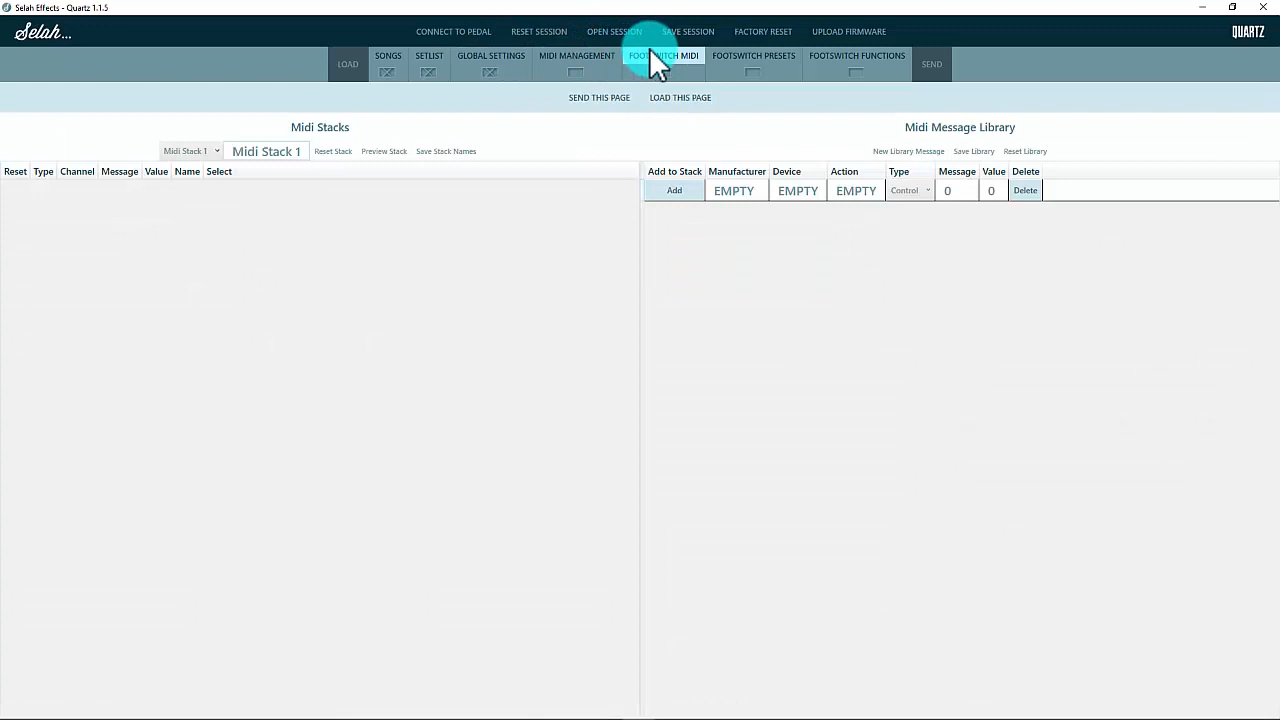 Selah Effects - Quartz 1.1.5
Selah...
CONNECT TO PEDAL RESET SESSION OPEN SESSION SAVE SESSION FACTORY RESET UPLOAD FIRMWARE
QUARTZ
LOAD SONGS SETLIST GLOBAL SETTINGS MIDI MANAGEMENT FOOTSWITCH MIDI FOOTSWITCH PRESETS FOOTSWITCH FUNCTIONS SEND
SEND THIS PAGE LOAD THIS PAGE
Midi Stacks
Midi Stack 1 Midi Stack 1 Reset Stack Preview Stack Save Stack Names
Reset Type Channel Message Value Name Select
Midi Message Library
New Library Message Save Library Reset Library
Add to Stack Manufacturer Device Action Type Message Value Delete
Add EMPTY EMPTY EMPTY Control 0 0 Delete